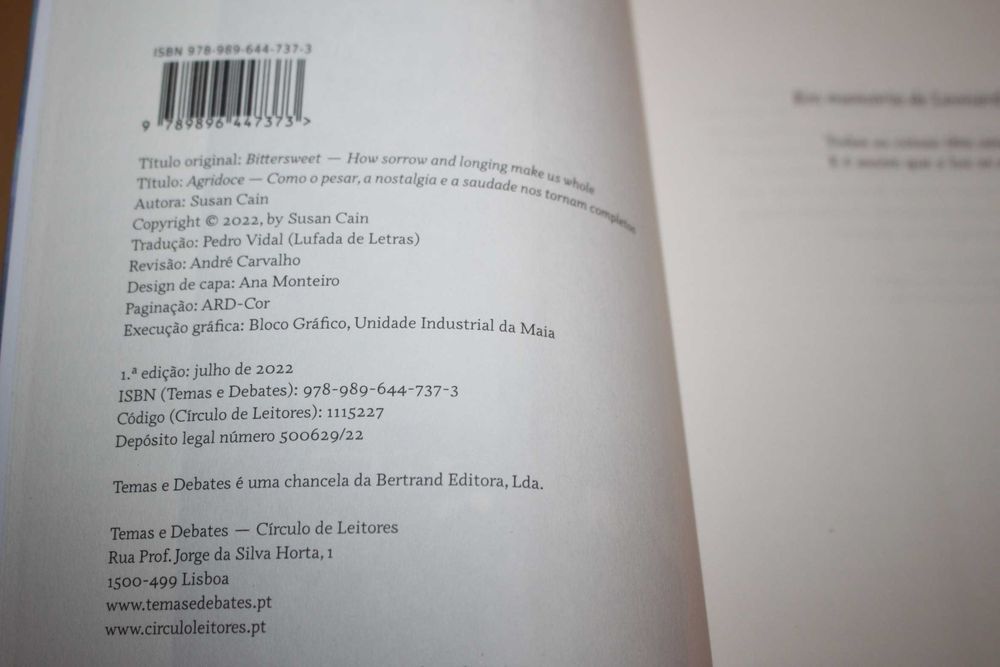 ISBN 978-989-644-737-3
9 789896 447373 >
Título original: Bittersweet — How sorrow and longing make us whole
Título: Agridoce — Como o pesar, a nostalgia e a saudade nos tornam completos
Autora: Susan Cain
Copyright © 2022, by Susan Cain
Tradução: Pedro Vidal (Lufada de Letras)
Revisão: André Carvalho
Design de capa: Ana Monteiro
Paginação: ARD-Cor
Execução gráfica: Bloco Gráfico, Unidade Industrial da Maia
1.ª edição: julho de 2022
ISBN (Temas e Debates): 978-989-644-737-3
Código (Círculo de Leitores): 1115227
Depósito legal número 500629/22
Temas e Debates é uma chancela da Bertrand Editora, Lda.
Temas e Debates — Círculo de Leitores
Rua Prof. Jorge da Silva Horta, 1
1500-499 Lisboa
www.temasedebates.pt
www.circuloleitores.pt
Em memória de